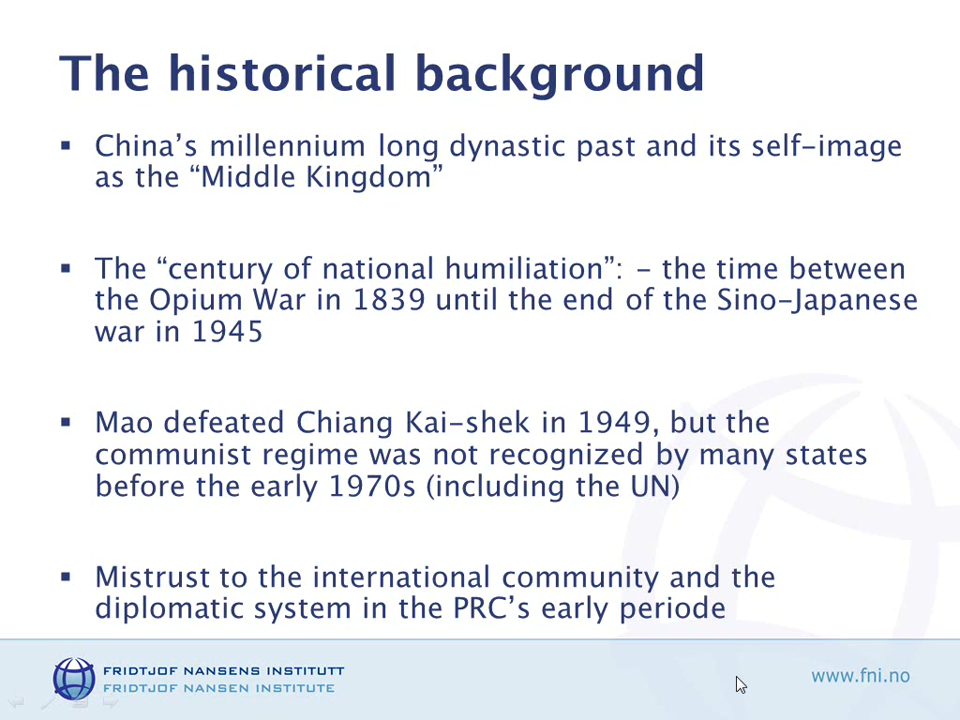 The historical background
▪ China’s millennium long dynastic past and its self-image
as the “Middle Kingdom”
▪ The “century of national humiliation”: - the time between
the Opium War in 1839 until the end of the Sino-Japanese
war in 1945
▪ Mao defeated Chiang Kai-shek in 1949, but the
communist regime was not recognized by many states
before the early 1970s (including the UN)
▪ Mistrust to the international community and the
diplomatic system in the PRC’s early periode
FRIDTJOF NANSENS INSTITUTT
FRIDTJOF NANSEN INSTITUTE
www.fni.no